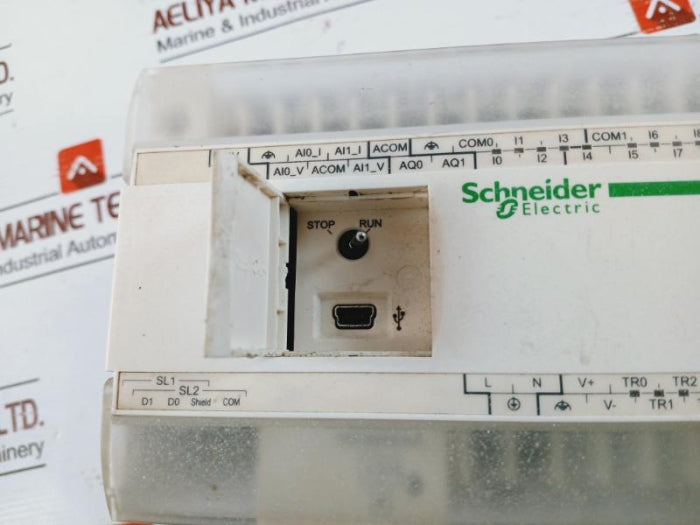 AELIYA
Marine & Industrial
TD.
ry
MARINE TE
ndustrial Autom
LTD.
hinery
AI0_I AI1_I ACOM COM0 I1 I3 COM1 I6
AI0_V ACOM AI1_V AQ0 AQ1 I0 I2 I4 I5 I7
Schneider
Electric
STOP RUN
SL1
SL2
D1 D0 Shield COM
L N V+ TR0 TR2
V- TR1